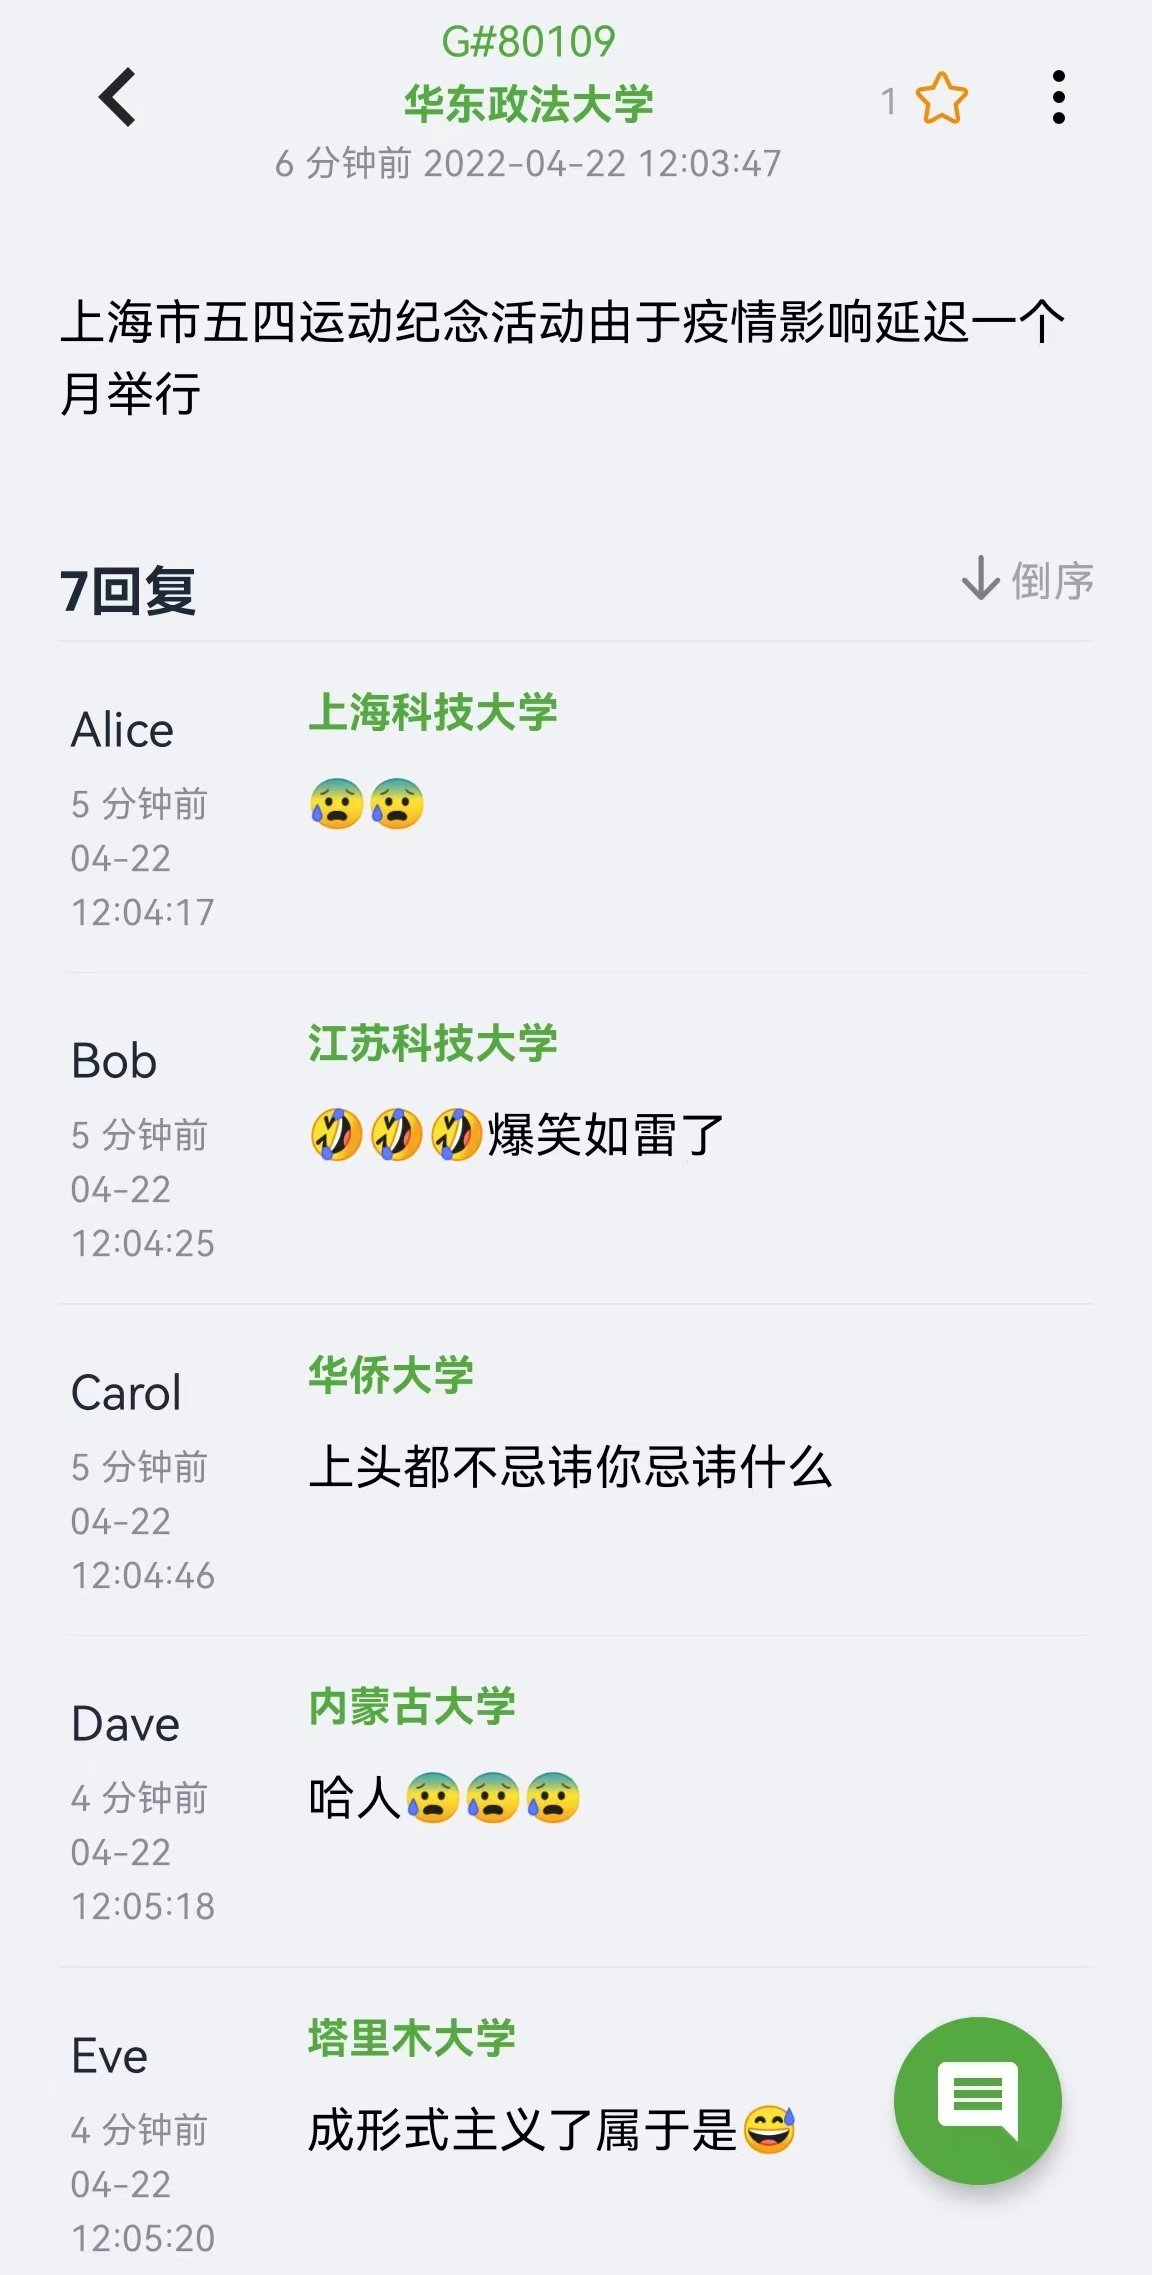 G#80109
华东政法大学
1
6 分钟前 2022-04-22 12:03:47
上海市五四运动纪念活动由于疫情影响延迟一个
月举行
7回复
倒序
Alice
上海科技大学
😰😰
5 分钟前
04-22
12:04:17
Bob
江苏科技大学
🤣🤣🤣爆笑如雷了
5 分钟前
04-22
12:04:25
Carol
华侨大学
上头都不忌讳你忌讳什么
5 分钟前
04-22
12:04:46
Dave
内蒙古大学
哈人😰😰😰
4 分钟前
04-22
12:05:18
Eve
塔里木大学
成形式主义了属于是😅
4 分钟前
04-22
12:05:20